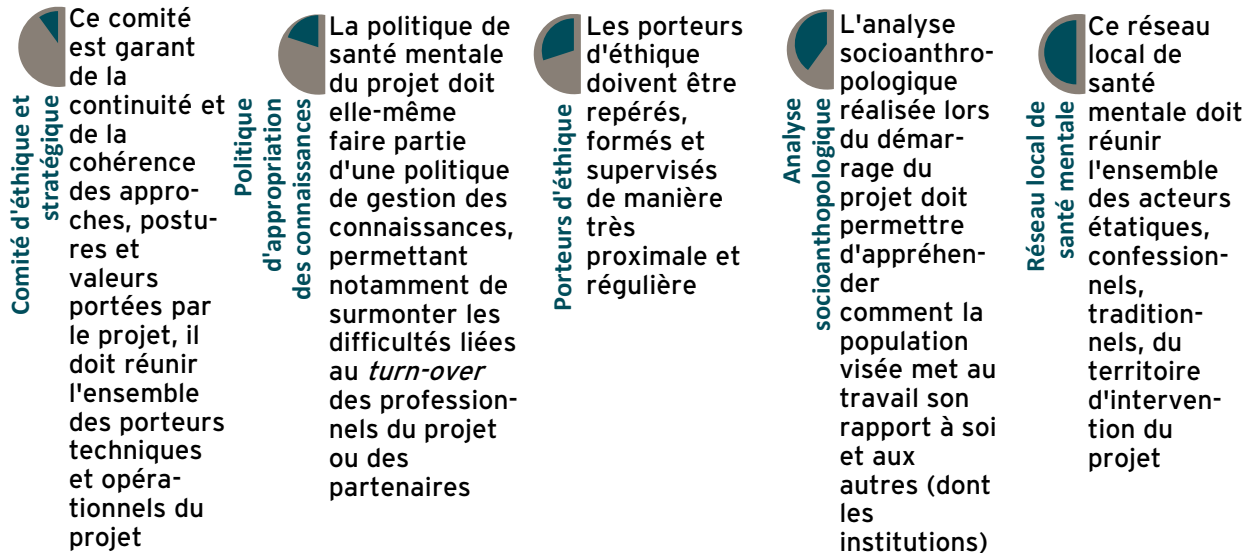 Comité d'éthique et
stratégique
Ce comité
est garant
de la
continuité et
de la
cohérence
des appro-
ches, postu-
res et
valeurs
portées par
le projet, il
doit réunir
l'ensemble
des porteurs
techniques
et opéra-
tionnels du
projet
Politique
d'appropriation
des connaissances
La politique de
santé mentale
du projet doit
elle-même
faire partie
d'une politique
de gestion des
connaissances,
permettant
notamment de
surmonter les
difficultés liées
au turn-over
des profession-
nels du projet
ou des
partenaires
Porteurs d'éthique
Les porteurs
d'éthique
doivent être
repérés,
formés et
supervisés
de manière
très
proximale et
régulière
Analyse
socioanthopologique
L'analyse
socioanthro-
pologique
réalisée lors
du démar-
rage du
projet doit
permettre
d'appréhen-
der
comment la
population
visée met au
travail son
rapport à soi
et aux
autres (dont
les
institutions)
Réseau local de
santé mentale
Ce réseau
local de
santé
mentale doit
réunir
l'ensemble
des acteurs
étatiques,
confession-
nels,
tradition-
nels, du
territoire
d'interven-
tion du
projet